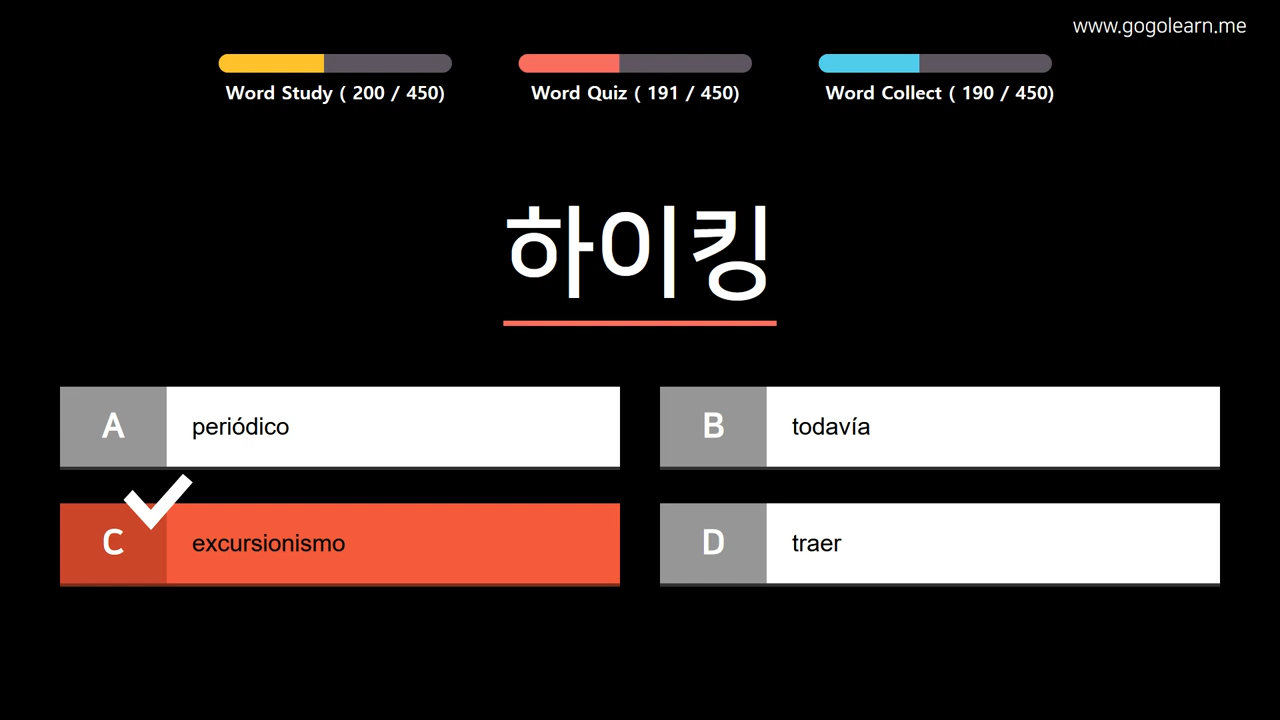 www.gogolearn.me
Word Study ( 200 / 450)
Word Quiz ( 191 / 450)
Word Collect ( 190 / 450)
하이킹
A periódico
B todavía
C excursionismo
D traer